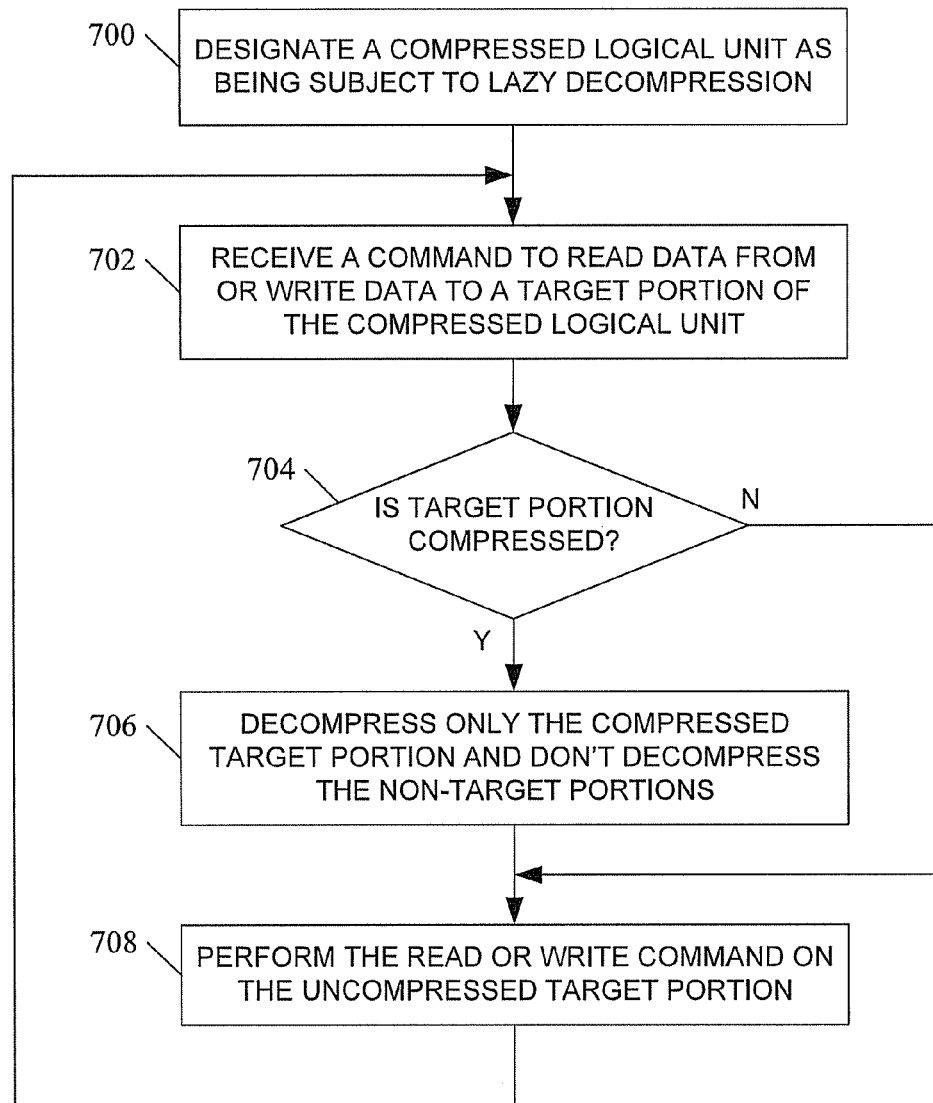 700
DESIGNATE A COMPRESSED LOGICAL UNIT AS
BEING SUBJECT TO LAZY DECOMPRESSION
702
RECEIVE A COMMAND TO READ DATA FROM
OR WRITE DATA TO A TARGET PORTION OF
THE COMPRESSED LOGICAL UNIT
704
IS TARGET PORTION
COMPRESSED?
N
Y
706
DECOMPRESS ONLY THE COMPRESSED
TARGET PORTION AND DON'T DECOMPRESS
THE NON-TARGET PORTIONS
708
PERFORM THE READ OR WRITE COMMAND ON
THE UNCOMPRESSED TARGET PORTION